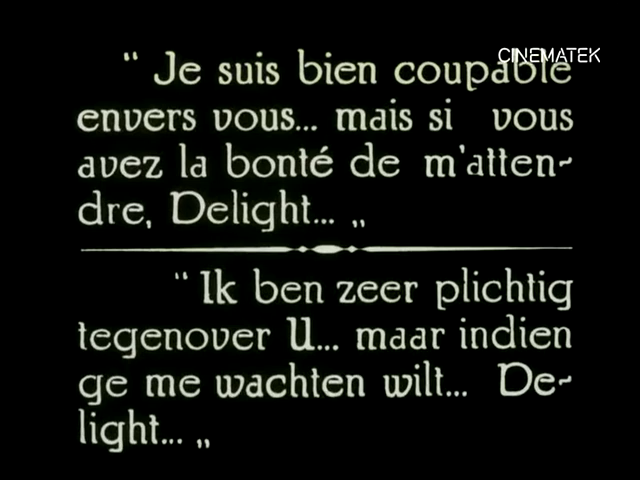 CINEMATEK
“ Je suis bien coupable
envers vous... mais si vous
avez la bonté de m'atten-
dre, Delight... „
“ Ik ben zeer plichtig
tegenover U... maar indien
ge me wachten wilt... De-
light... „